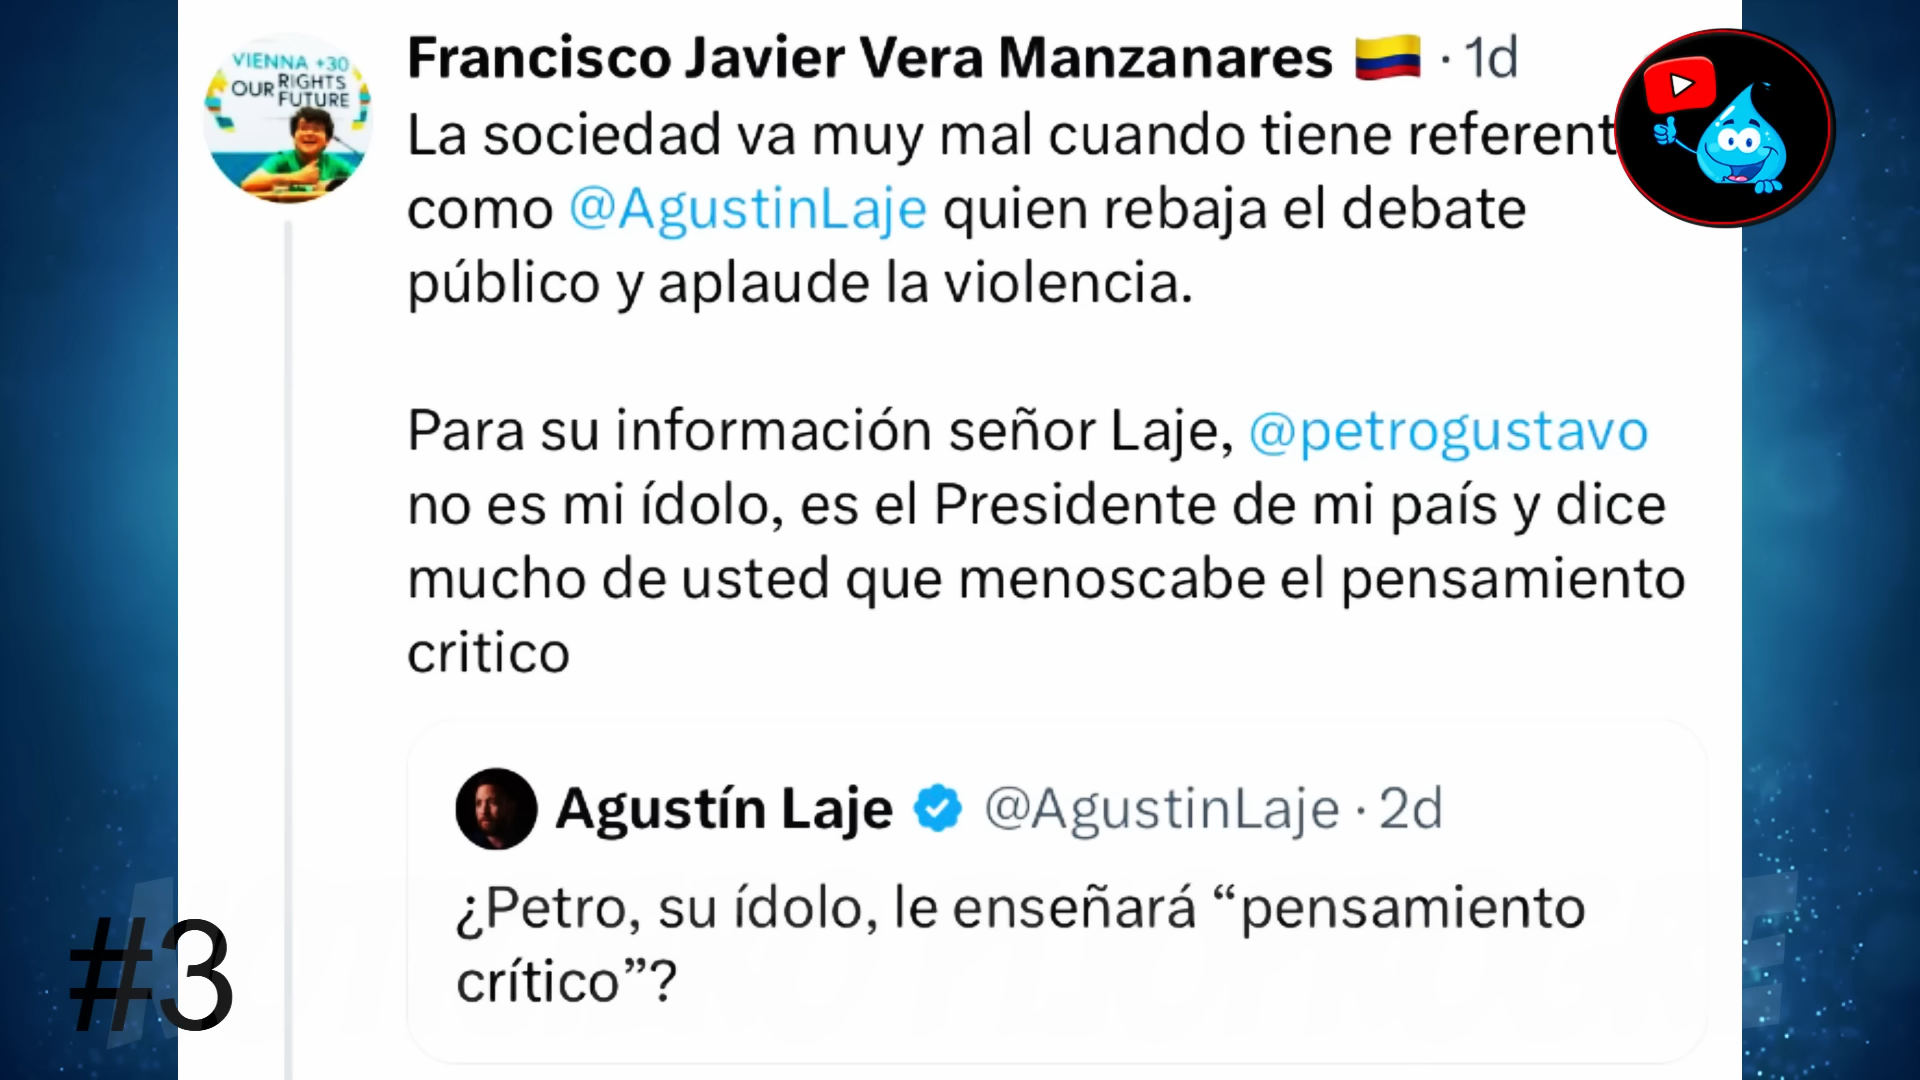 VIENNA +30
OUR RIGHTS
FUTURE
Francisco Javier Vera Manzanares · 1d
La sociedad va muy mal cuando tiene
como @AgustinLaje quien rebaja el debate
público y aplaude la violencia.
Para su información señor Laje, @petrogustavo
no es mi ídolo, es el Presidente de mi país y dice
mucho de usted que menoscabe el pensamiento
critico
Agustín Laje @AgustinLaje · 2d
¿Petro, su ídolo, le enseñará “pensamiento
crítico”?
#3